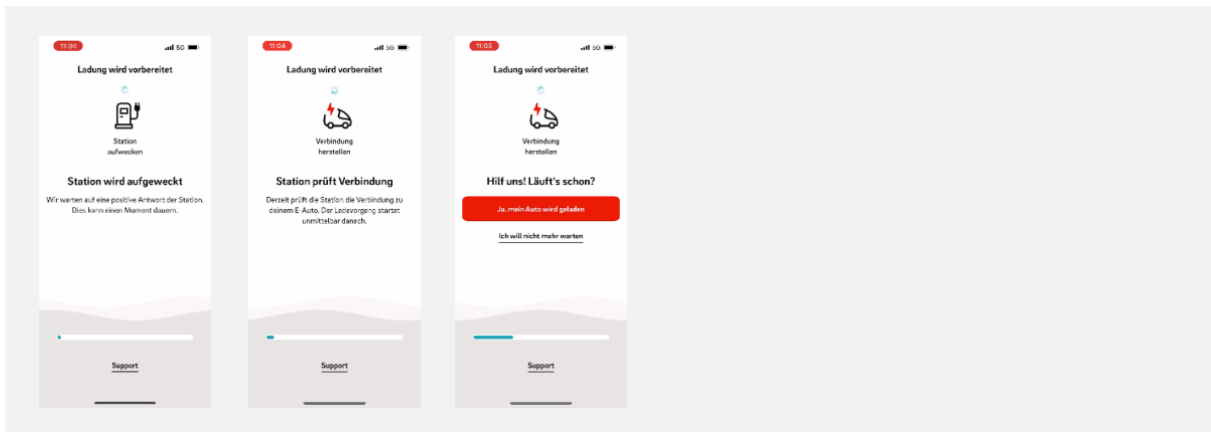 11:04
5G
Ladung wird vorbereitet
Station
aufwecken
Station wird aufgeweckt
Wir warten auf eine positive Antwort der Station.
Dies kann einen Moment dauern.
Support
11:04
5G
Ladung wird vorbereitet
Verbindung
herstellen
Station prüft Verbindung
Derzeit prüft die Station die Verbindung zu
deinem E-Auto. Der Ladevorgang startet
unmittelbar danach.
Support
11:05
5G
Ladung wird vorbereitet
Verbindung
herstellen
Hilf uns! Läuft's schon?
Ja, mein Auto wird geladen
Ich will nicht mehr warten
Support